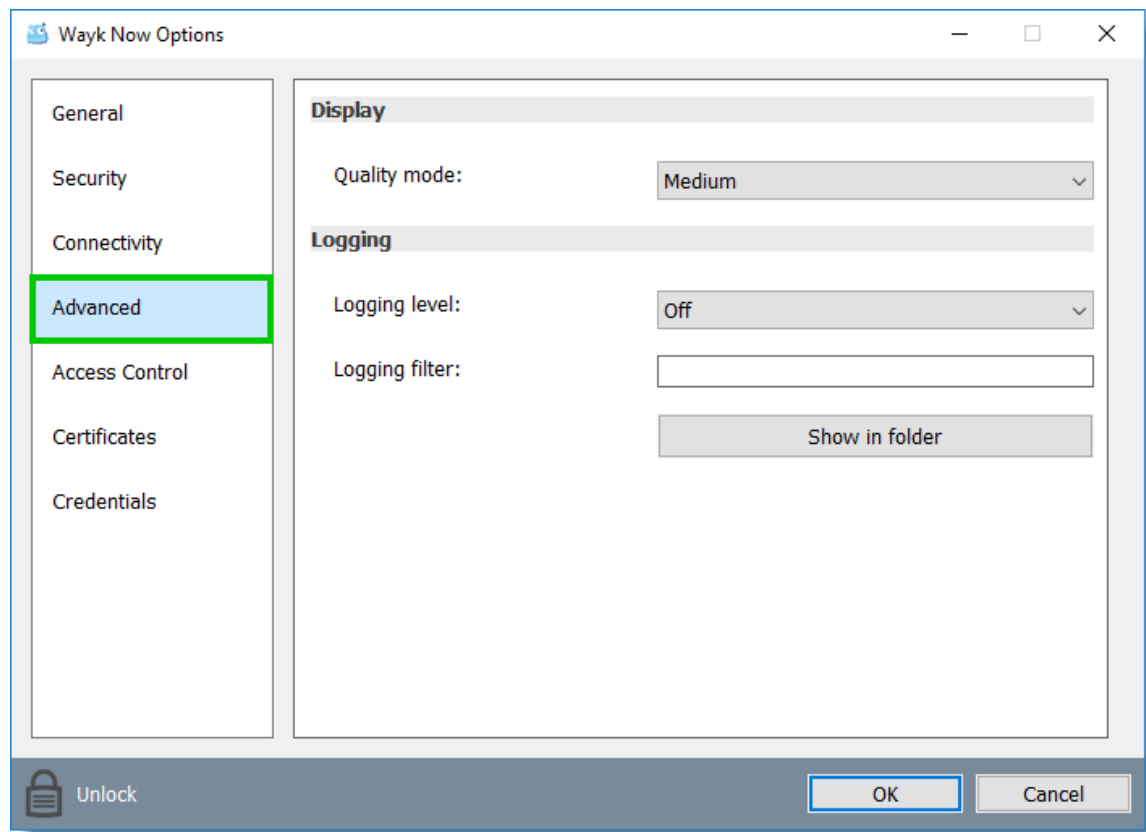 Wayk Now Options
General
Security
Connectivity
Advanced
Access Control
Certificates
Credentials
Display
Quality mode: Medium
Logging
Logging level: Off
Logging filter:
Show in folder
Unlock
OK Cancel